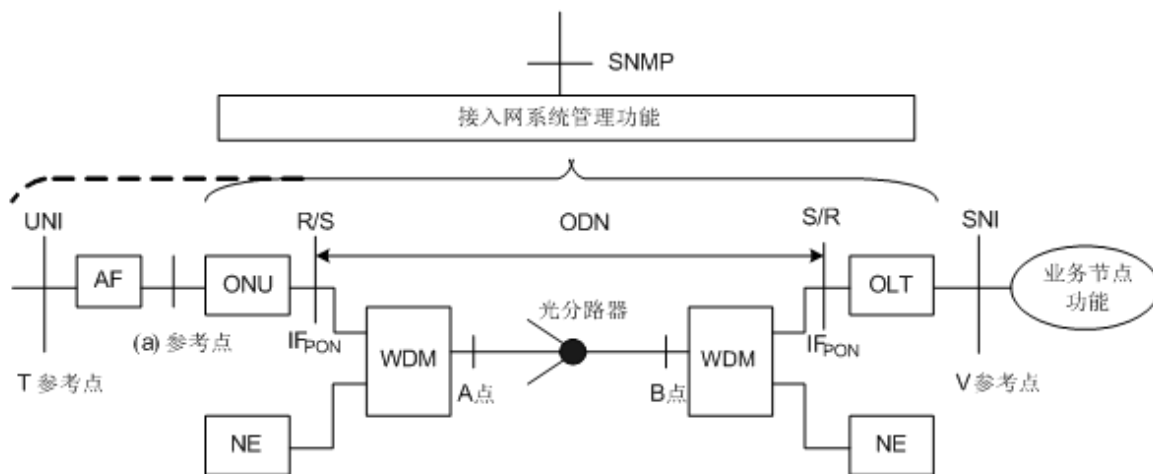 SNMP
接入网系统管理功能
UNI
R/S
ODN
S/R
SNI
AF
ONU
OLT
业务节点
功能
(a) 参考点
IFPON
光分路器
IFPON
T 参考点
WDM
A点
B点
WDM
V 参考点
NE
NE